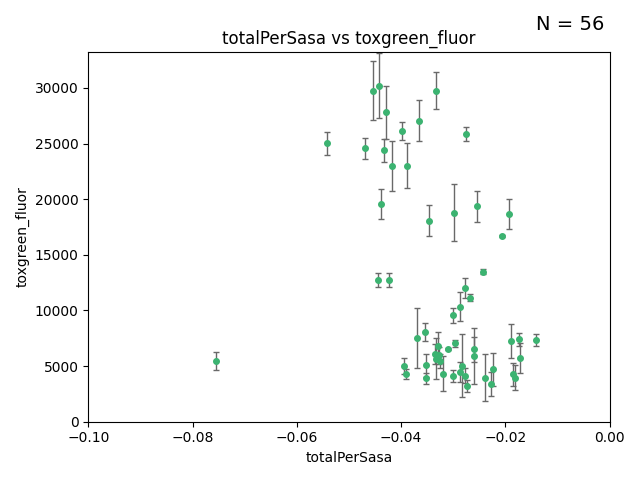 N = 56
totalPerSasa vs toxgreen_fluor
toxgreen_fluor
30000
25000
20000
15000
10000
5000
0
−0.10 −0.08 −0.06 −0.04 −0.02 0.00
totalPerSasa